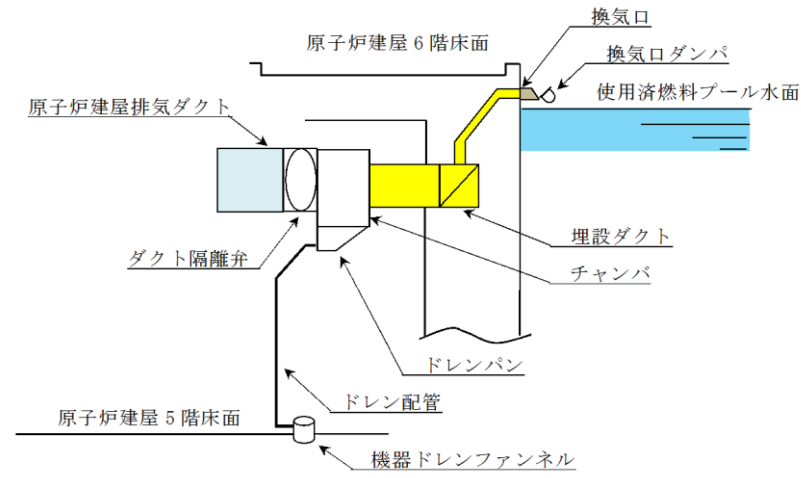 換気口
原子炉建屋6階床面
換気口ダンパ
使用済燃料プール水面
原子炉建屋排気ダクト
埋設ダクト
ダクト隔離弁
チャンバ
ドレンパン
ドレン配管
原子炉建屋5階床面
機器ドレンファンネル